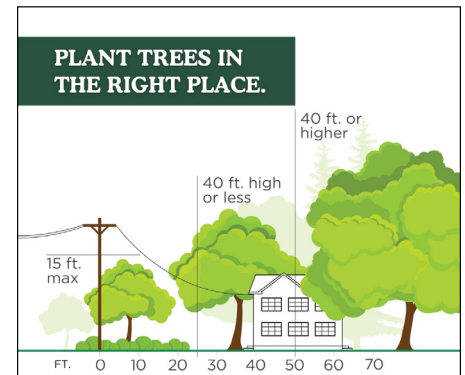 PLANT TREES IN
THE RIGHT PLACE.
40 ft. or
higher
40 ft. high
or less
15 ft.
max
FT. 0 10 20 30 40 50 60 70